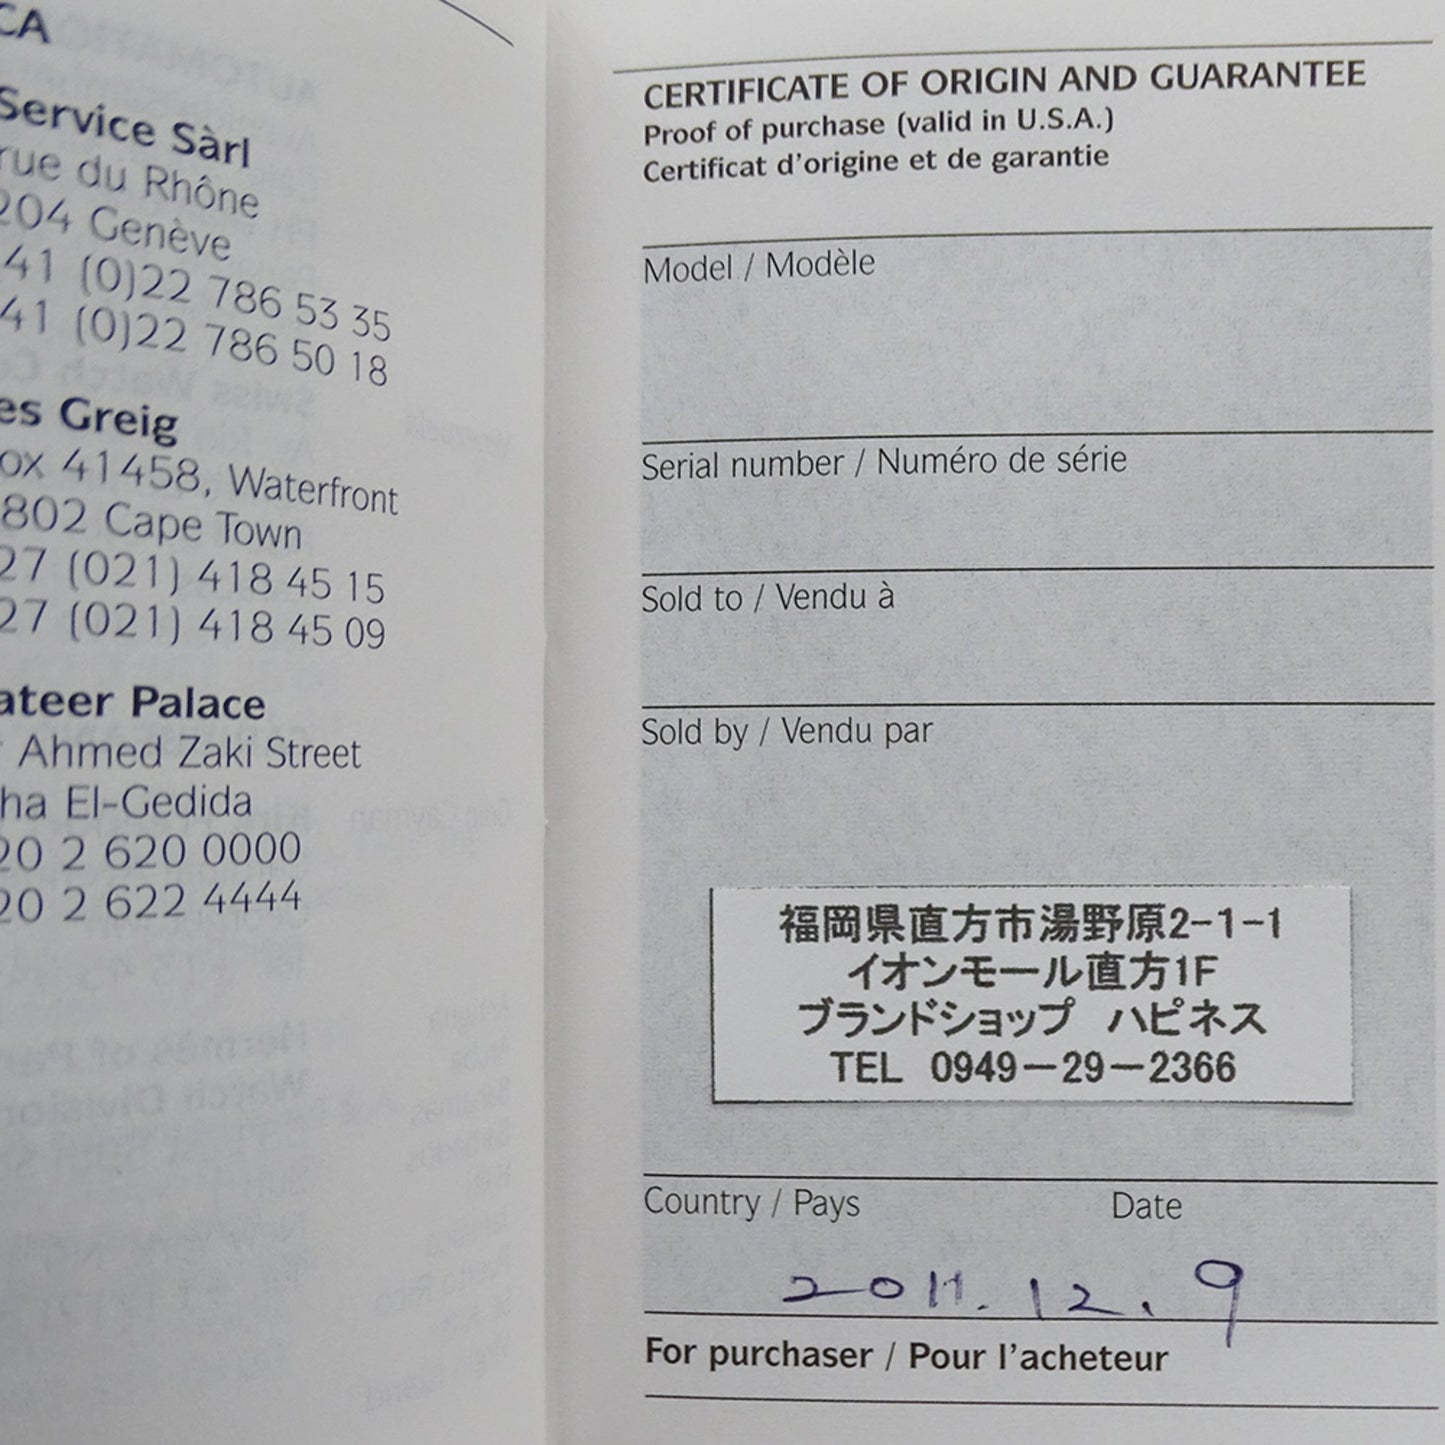 CA
Service Sàrl
rue du Rhône
204 Genève
41 (0)22 786 53 35
41 (0)22 786 50 18
es Greig
ox 41458, Waterfront
802 Cape Town
27 (021) 418 45 15
27 (021) 418 45 09
ateer Palace
Ahmed Zaki Street
ha El-Gedida
20 2 620 0000
20 2 622 4444
CERTIFICATE OF ORIGIN AND GUARANTEE
Proof of purchase (valid in U.S.A.)
Certificat d'origine et de garantie
Model / Modèle
Serial number / Numéro de série
Sold to / Vendu à
Sold by / Vendu par
福岡県直方市湯野原2-1-1
イオンモール直方1F
ブランドショップ ハピネス
TEL 0949-29-2366
Country / Pays Date
2011. 12. 9
For purchaser / Pour l'acheteur